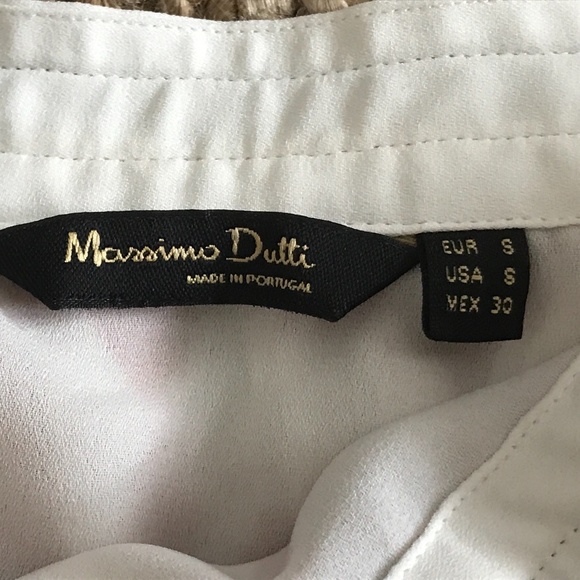 Massimo Dutti
MADE IN PORTUGAL
EUR S
USA S
MEX 30